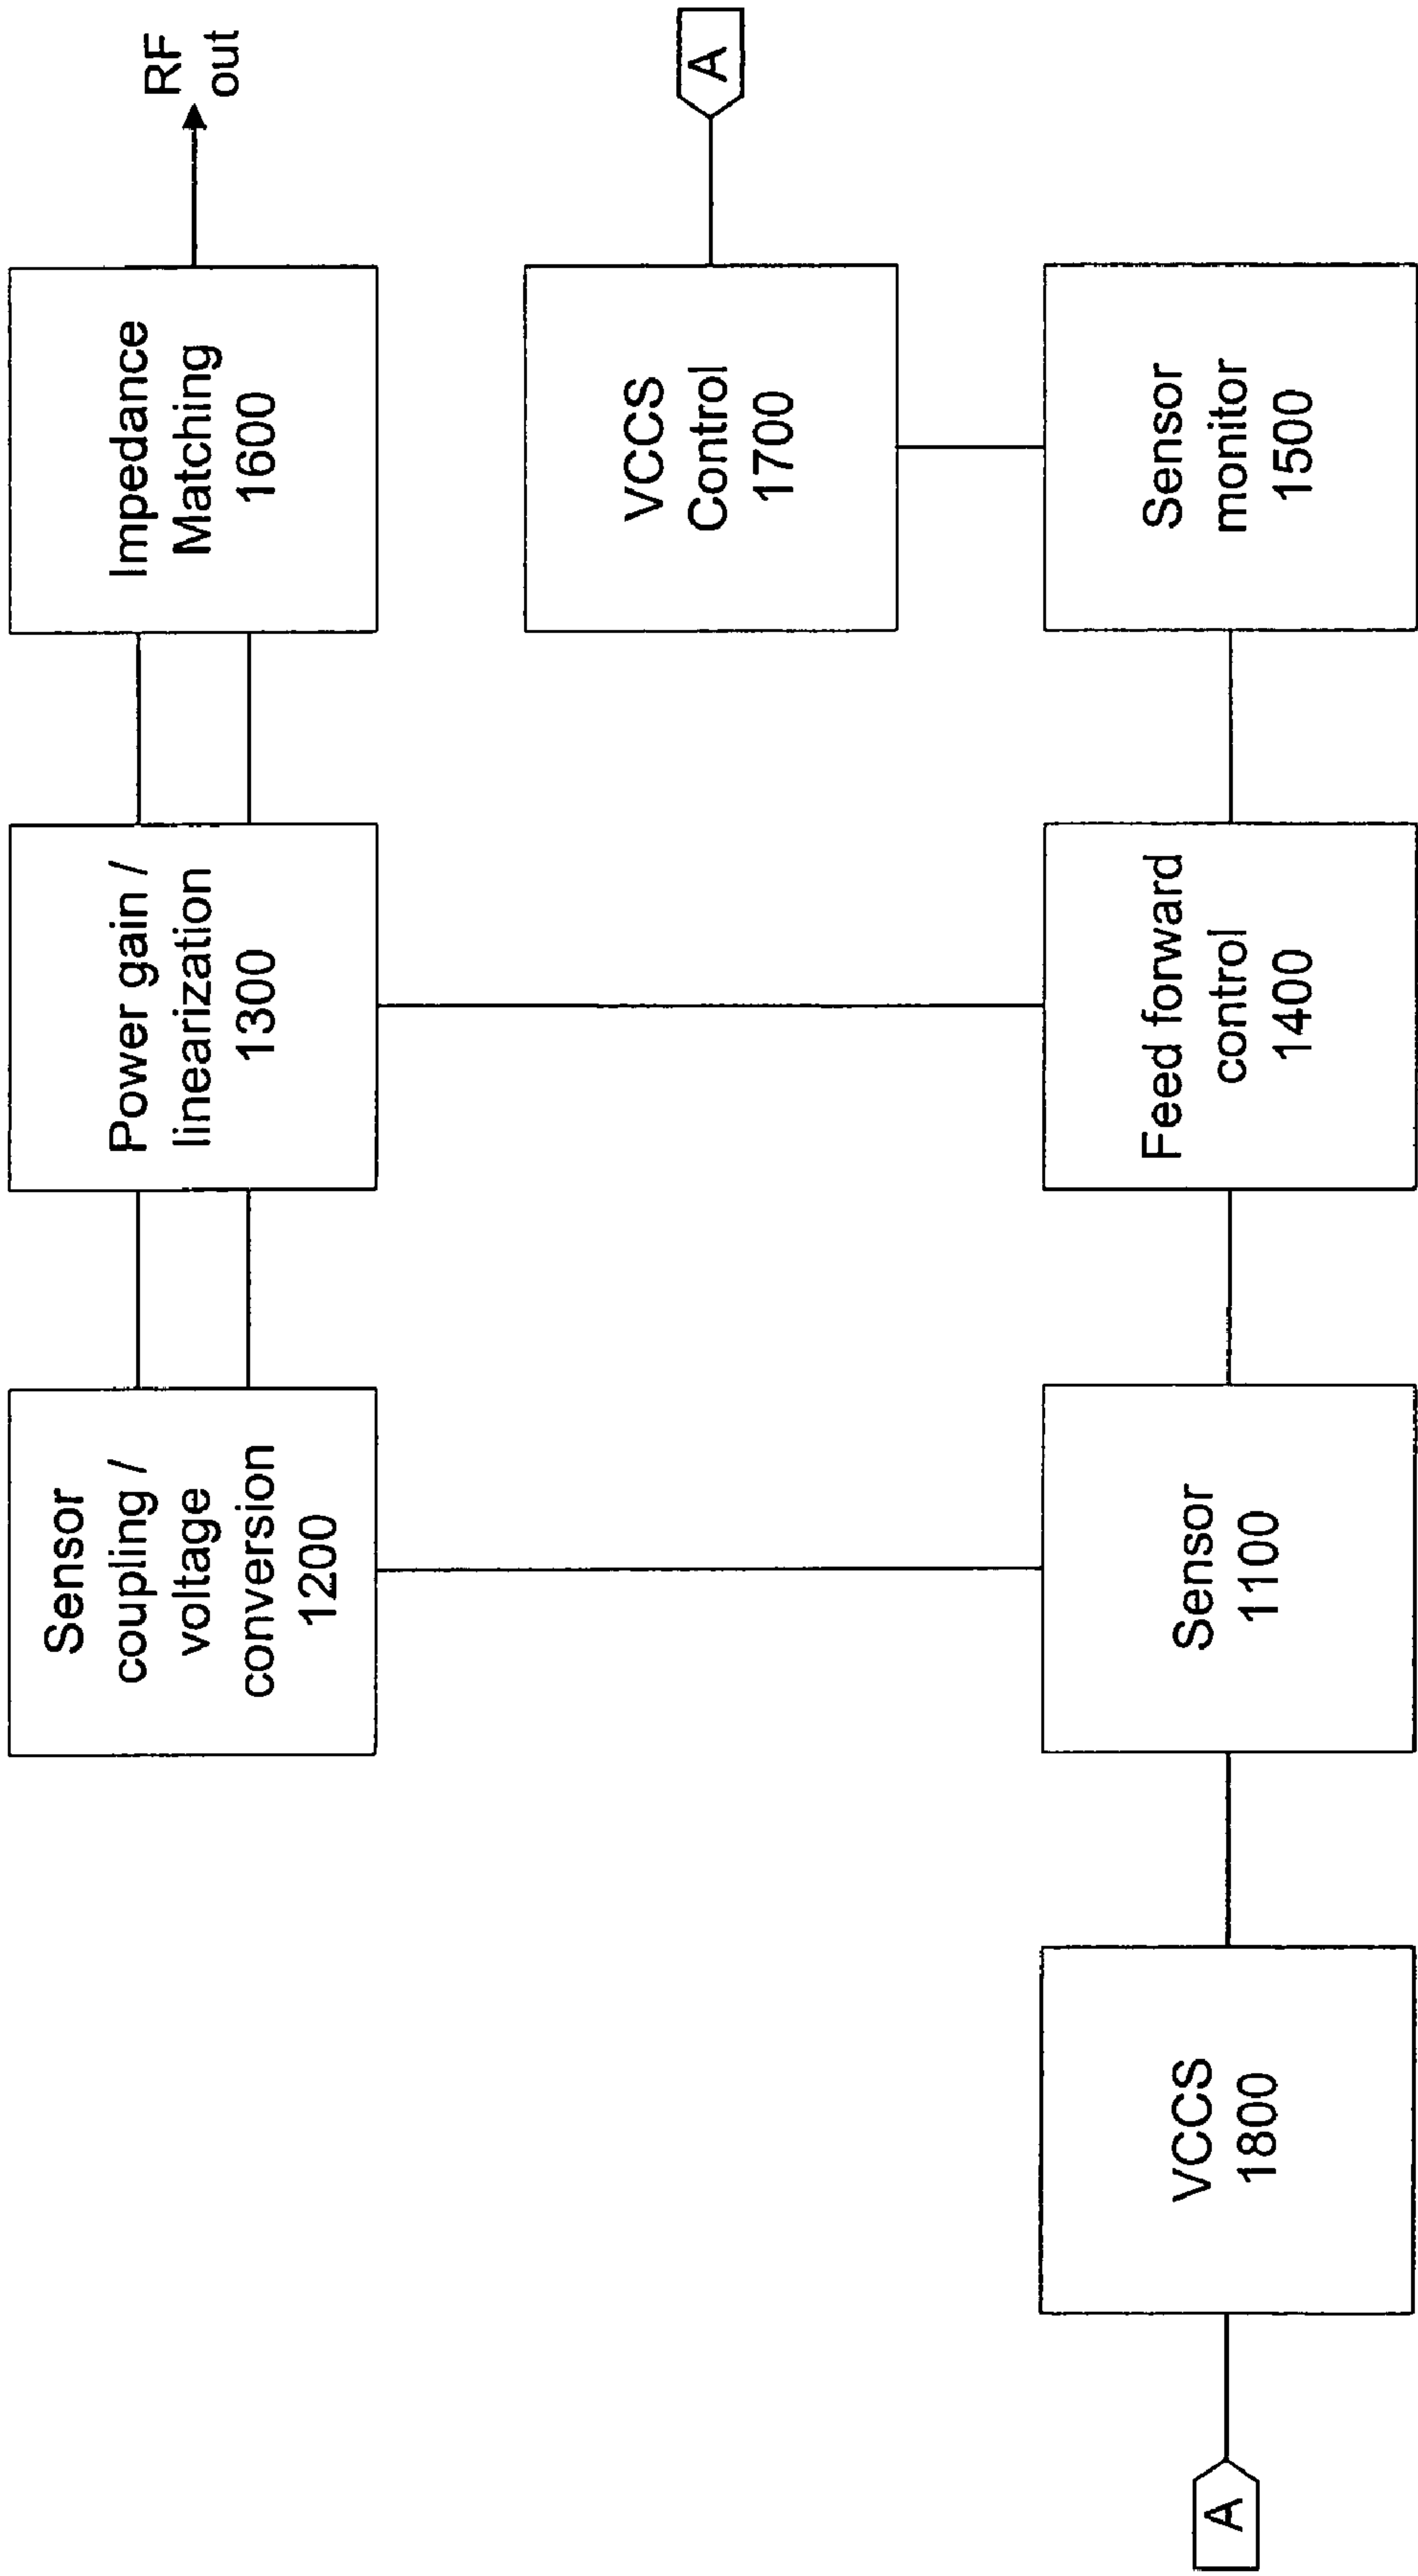 Sensor
coupling /
voltage
conversion
1200
Power gain /
linearization
1300
Impedance
Matching
1600
RF
out
VCCS
Control
1700
A
A
VCCS
1800
Sensor
1100
Feed forward
control
1400
Sensor
monitor
1500